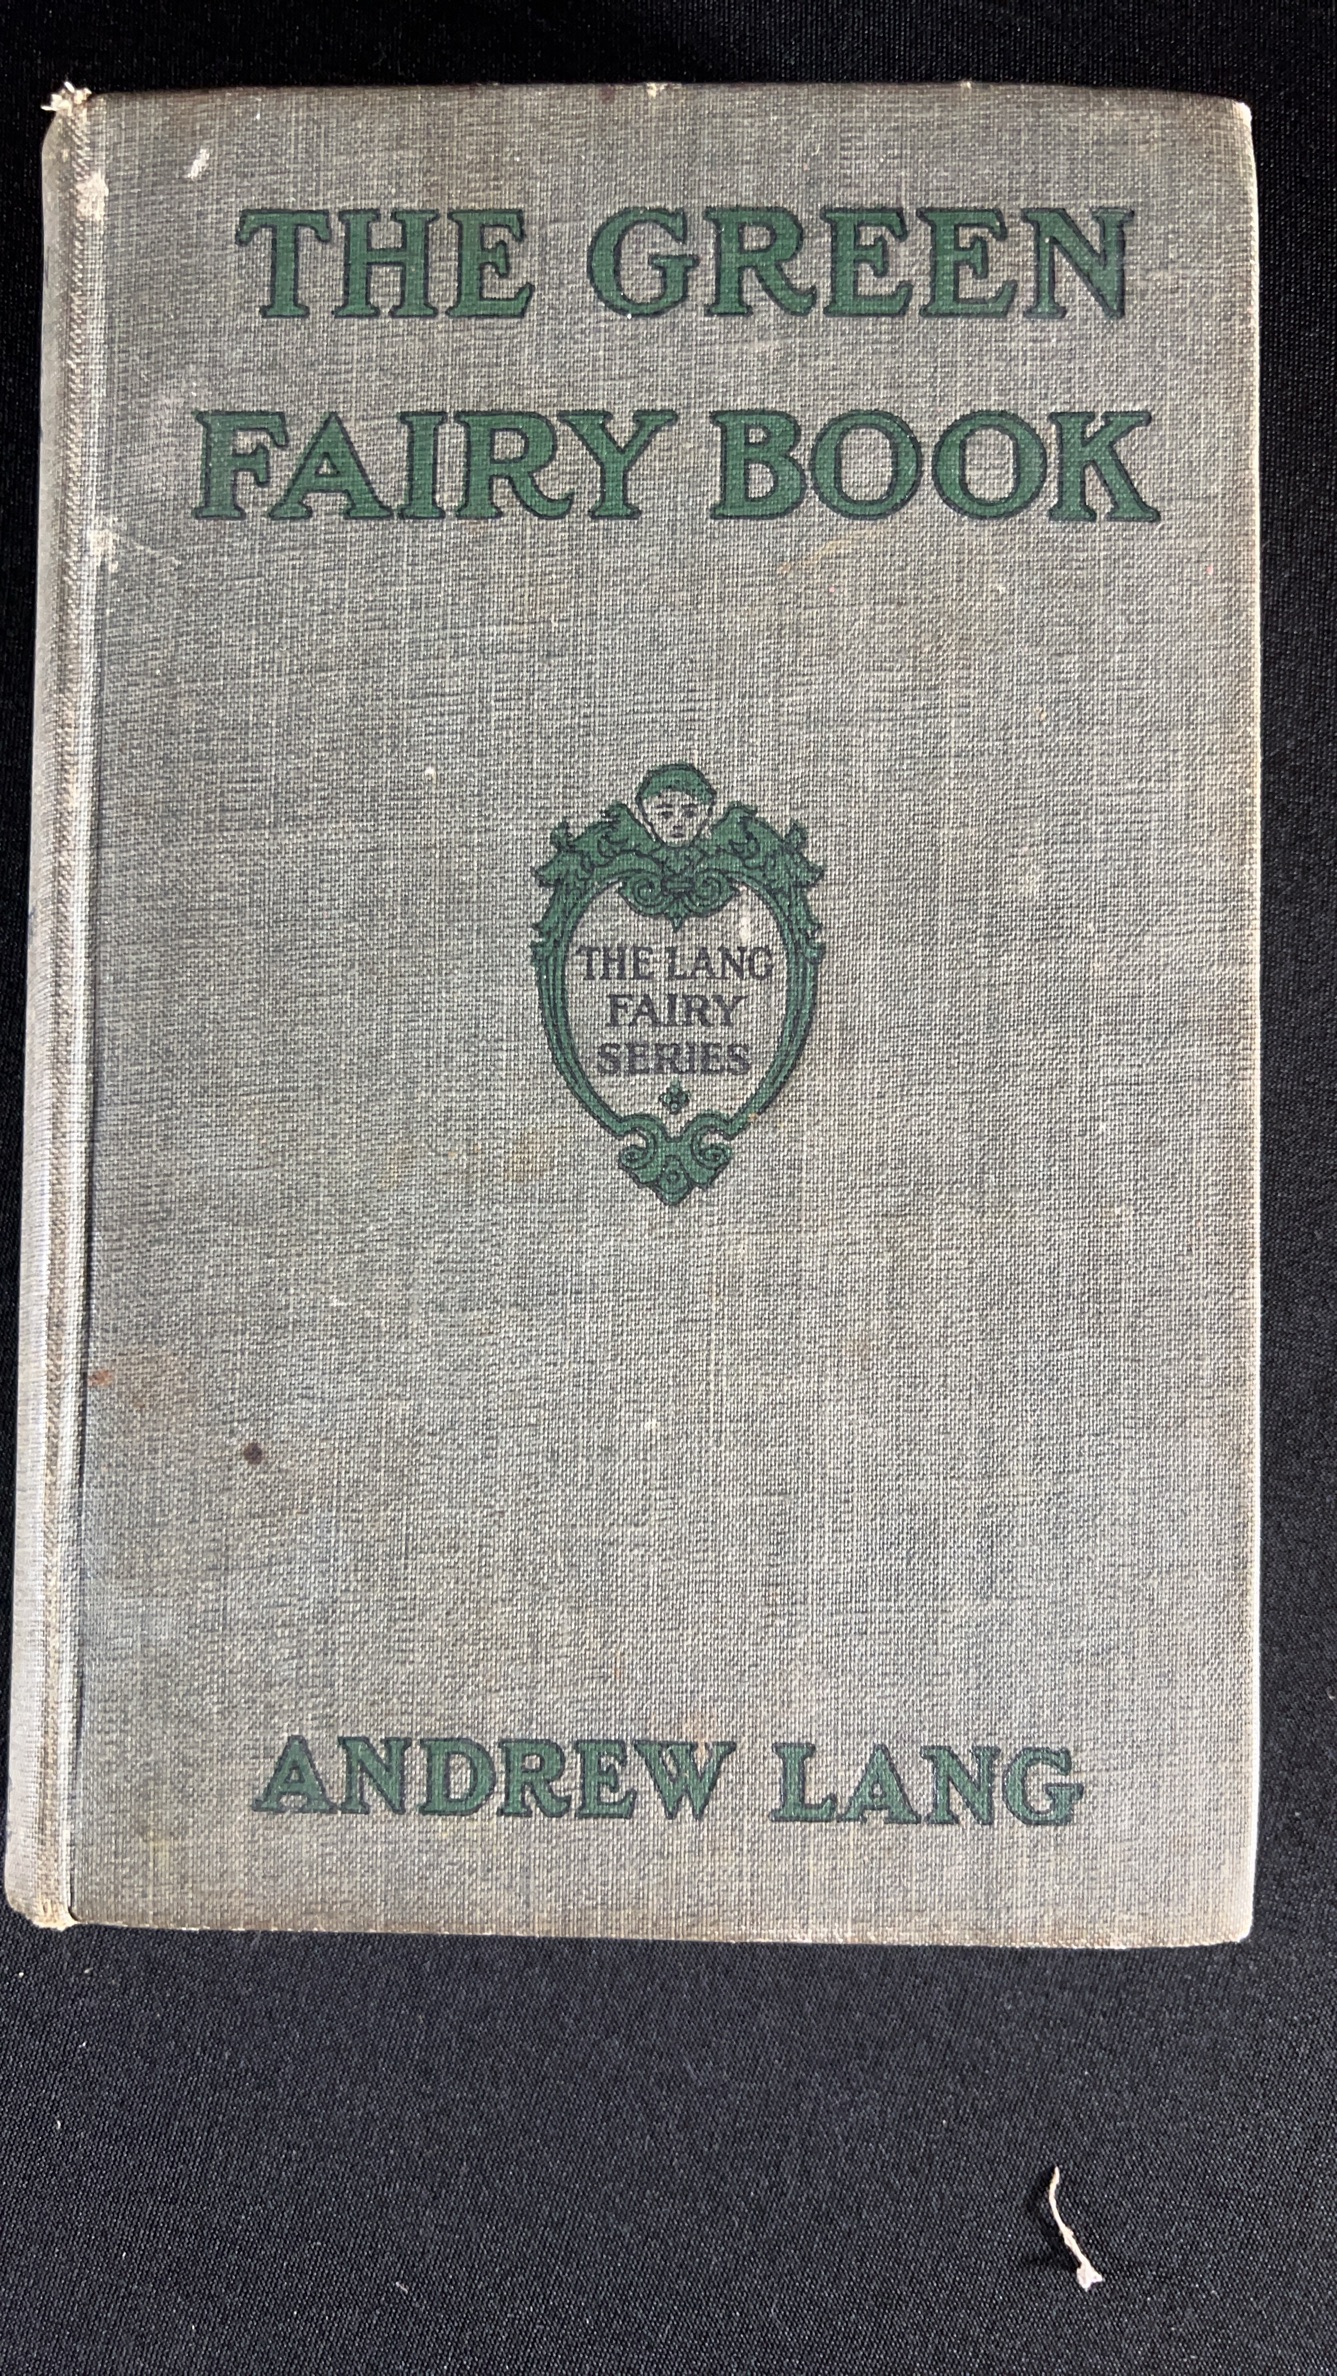 THE GREEN
FAIRY BOOK
THE LANG
FAIRY
SERIES
ANDREW LANG